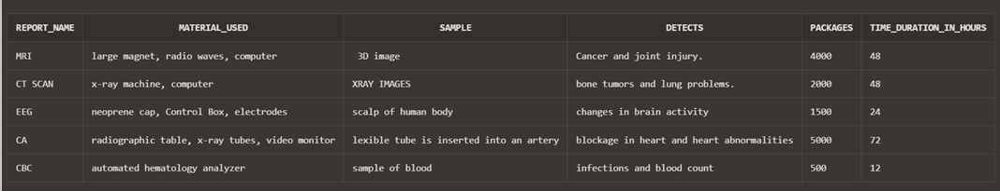 REPORT_NAME MATERIAL_USED SAMPLE DETECTS PACKAGES TIME_DURATION_IN_HOURS
MRI large magnet, radio waves, computer 3D image Cancer and joint injury. 4000 48
CT SCAN x-ray machine, computer XRAY IMAGES bone tumors and lung problems. 2000 48
EEG neoprene cap, Control Box, electrodes scalp of human body changes in brain activity 1500 24
CA radiographic table, x-ray tubes, video monitor lexible tube is inserted into an artery blockage in heart and heart abnormalities 5000 72
CBC automated hematology analyzer sample of blood infections and blood count 500 12